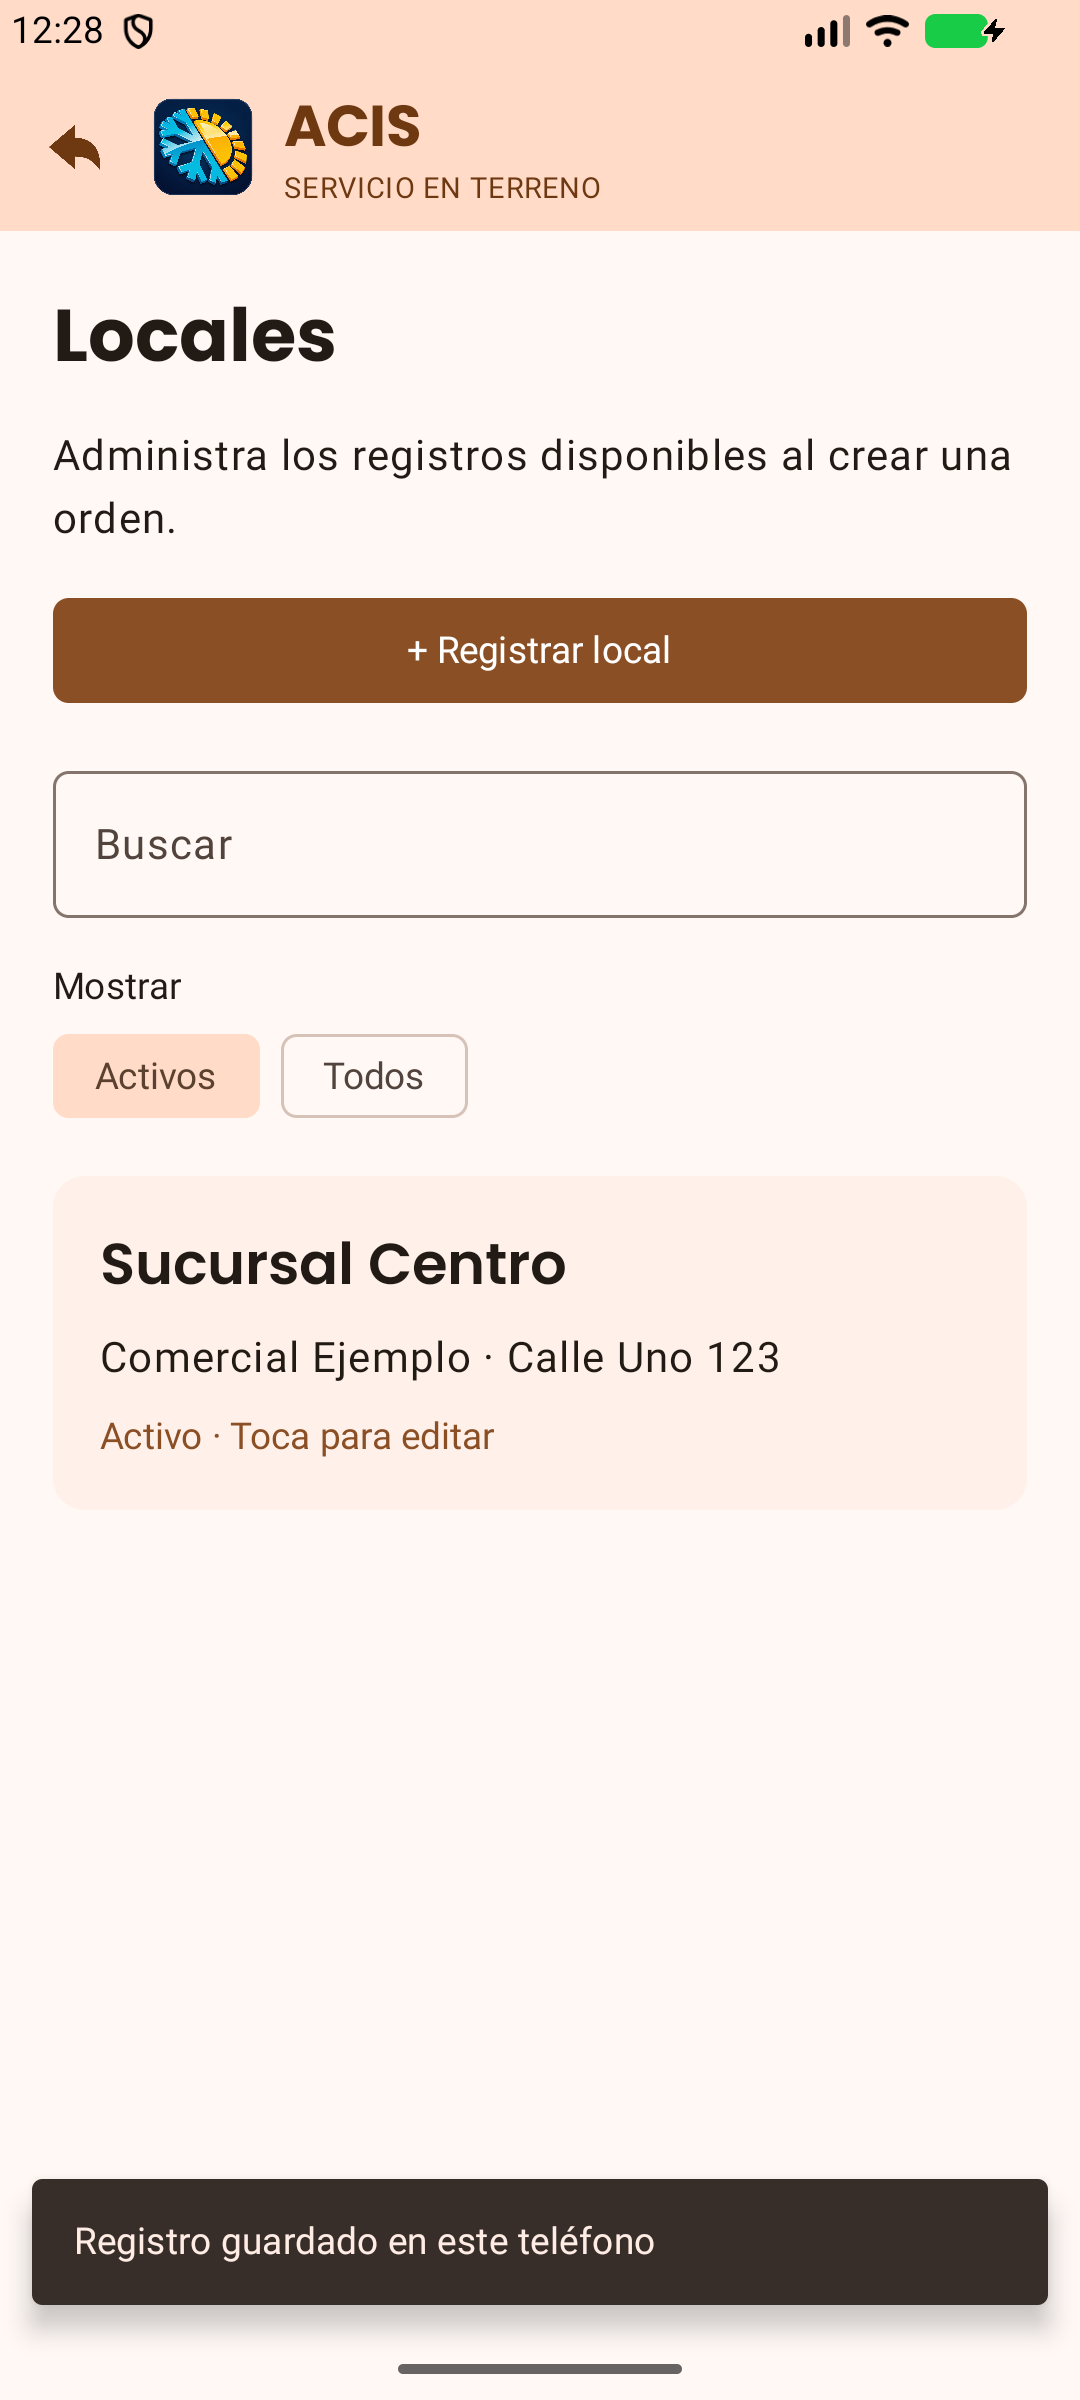 12:28
ACIS
SERVICIO EN TERRENO
Locales
Administra los registros disponibles al crear una
orden.
+ Registrar local
Buscar
Mostrar
Activos
Todos
Sucursal Centro
Comercial Ejemplo · Calle Uno 123
Activo · Toca para editar
Registro guardado en este teléfono